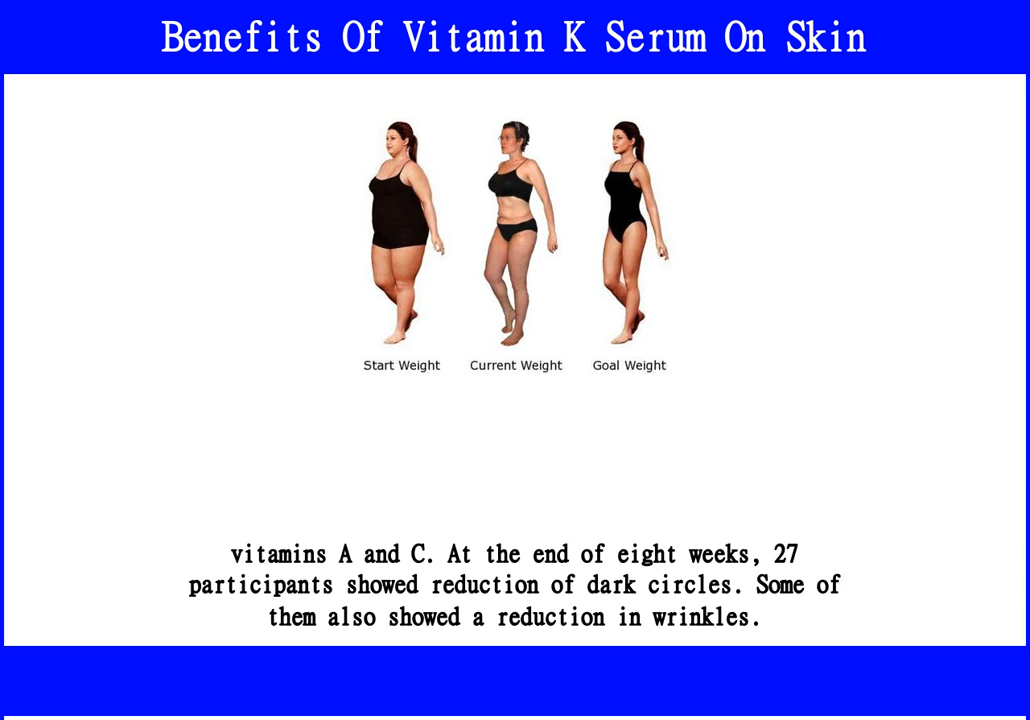 Benefits Of Vitamin K Serum On Skin
Start Weight Current Weight Goal Weight
vitamins A and C. At the end of eight weeks, 27
participants showed reduction of dark circles. Some of
them also showed a reduction in wrinkles.